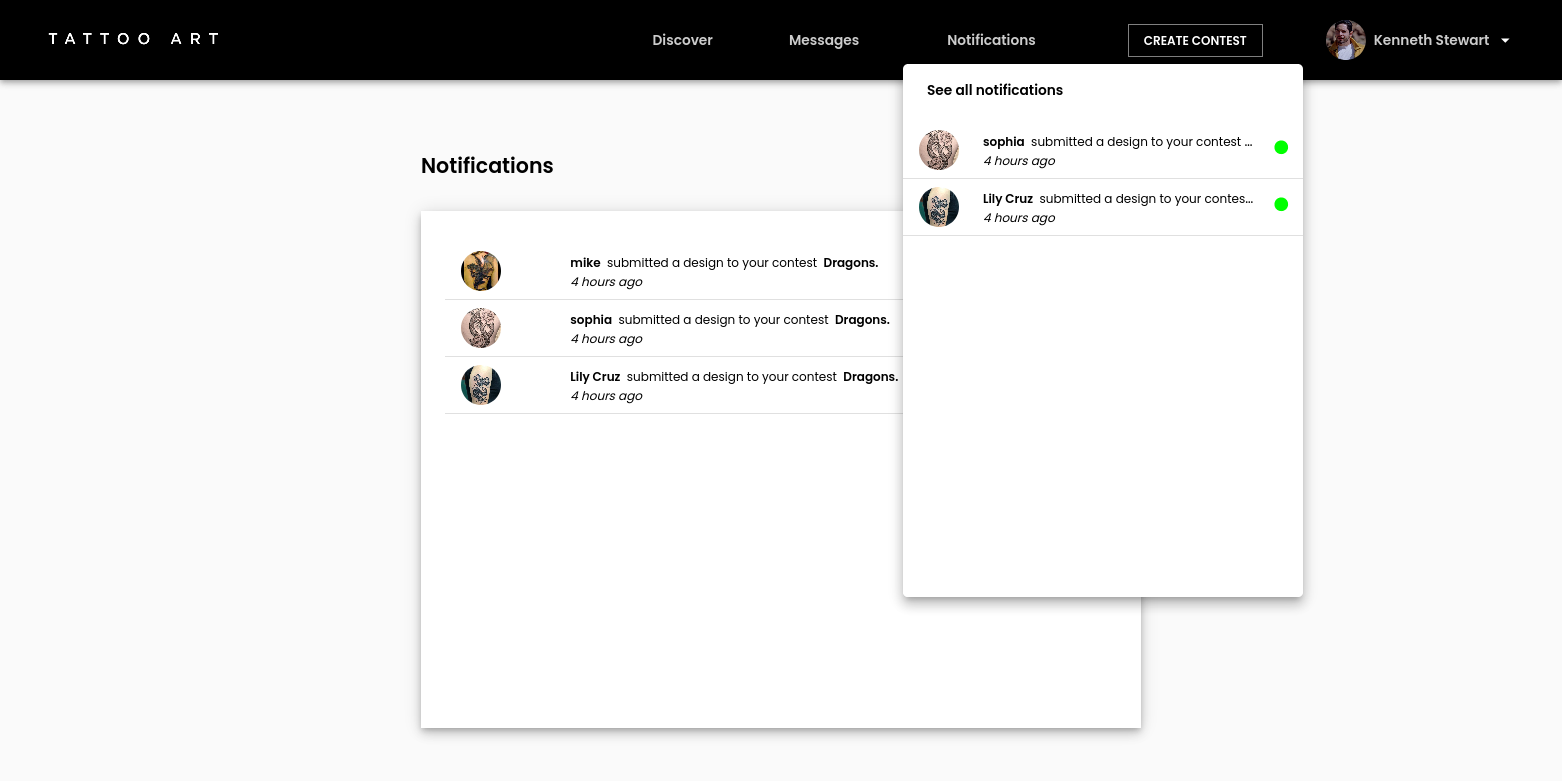 TATTOO ART
Discover
Messages
Notifications
CREATE CONTEST
Kenneth Stewart
See all notifications
sophia submitted a design to your contest ...
4 hours ago
Lily Cruz submitted a design to your contes...
4 hours ago
Notifications
mike submitted a design to your contest Dragons.
4 hours ago
sophia submitted a design to your contest Dragons.
4 hours ago
Lily Cruz submitted a design to your contest Dragons.
4 hours ago